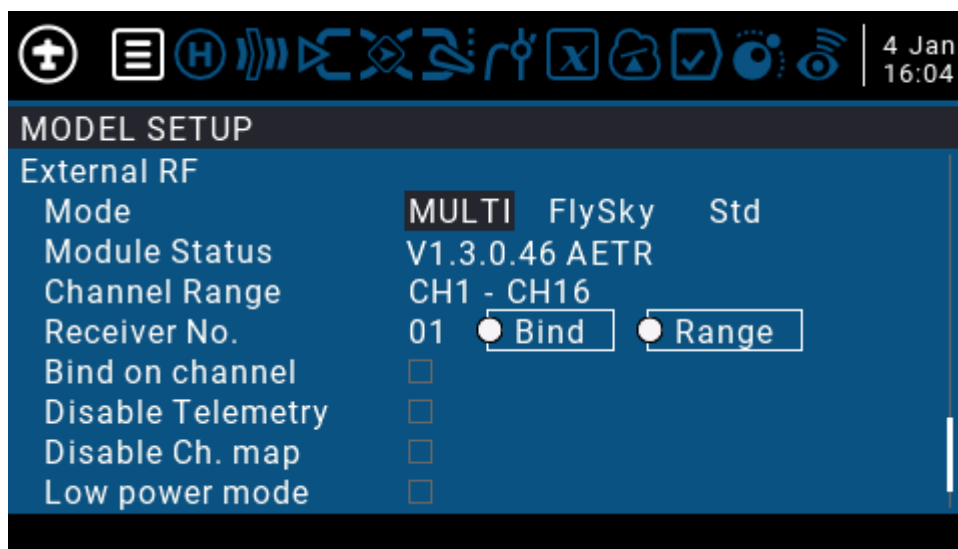 4 Jan
16:04
MODEL SETUP
External RF
Mode MULTI FlySky Std
Module Status V1.3.0.46 AETR
Channel Range CH1 - CH16
Receiver No. 01 Bind Range
Bind on channel
Disable Telemetry
Disable Ch. map
Low power mode